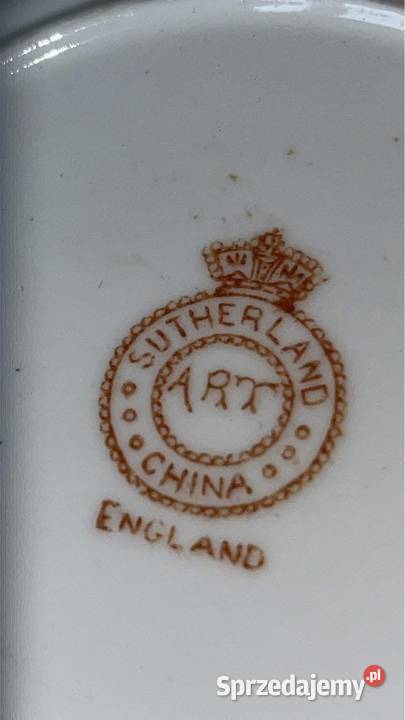 SUTHERLAND
ART
CHINA
ENGLAND
Sprzedajemy.pl